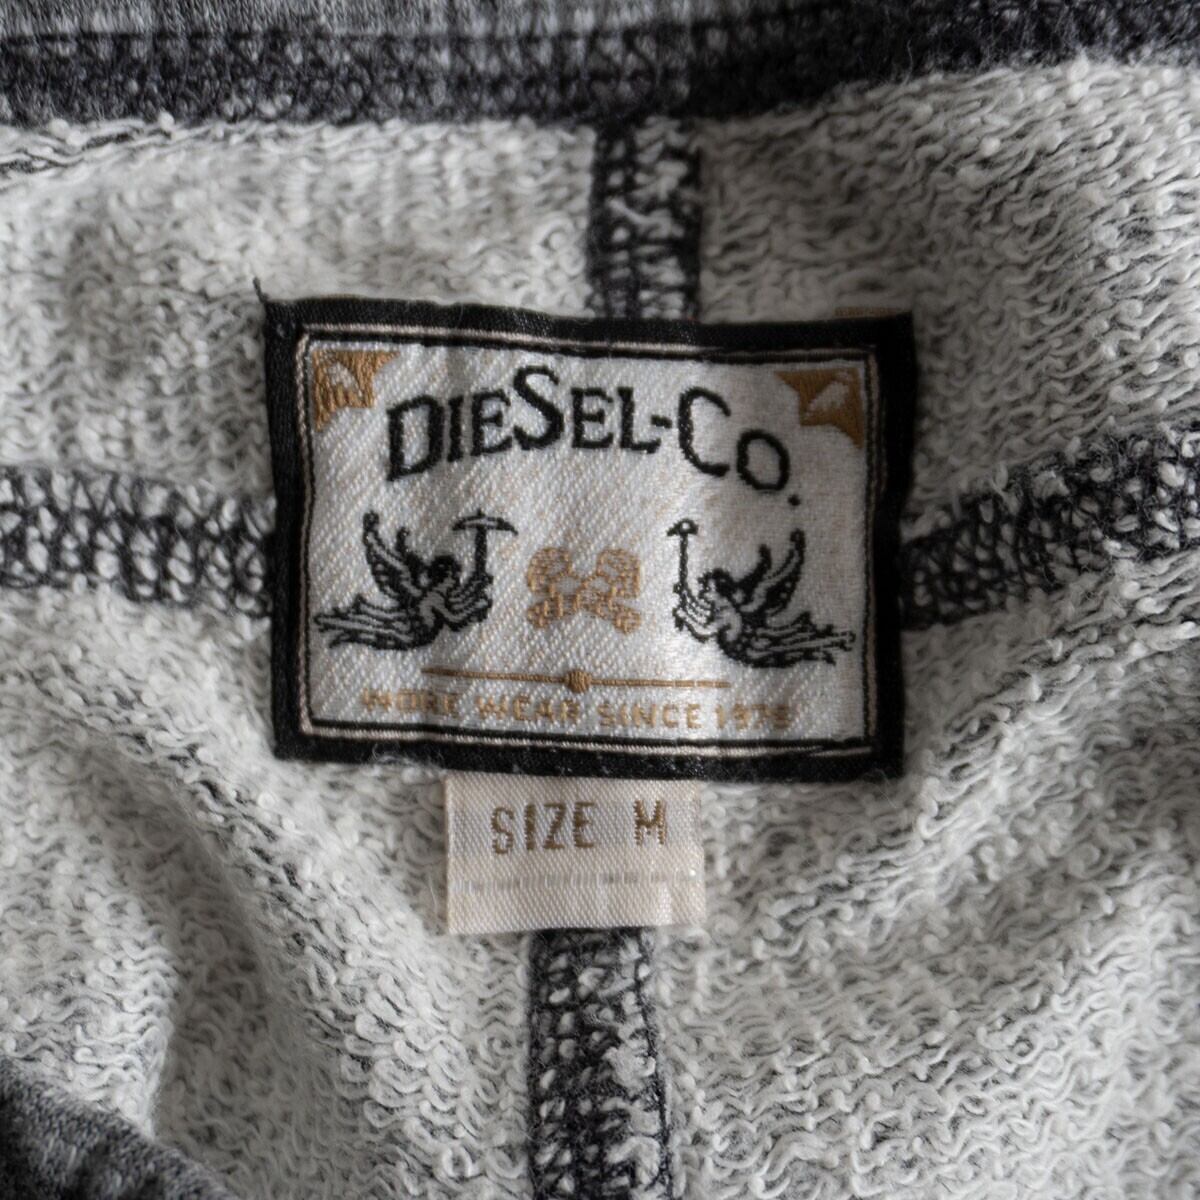 DIESEL-CO.
WORK WEAR SINCE 1978
SIZE M